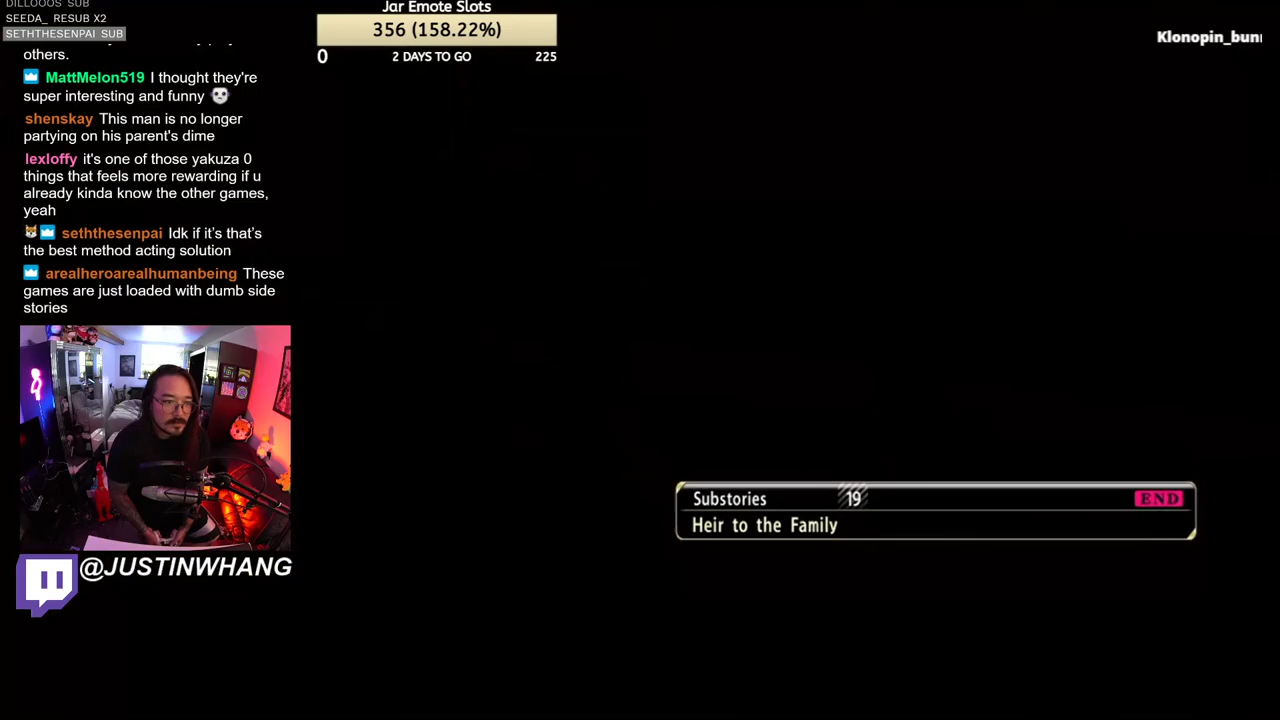 SEEDA_ RESUB X2
SETHTHESENPAI SUB
others.
MattMelon519 I thought they're
super interesting and funny
shenskay This man is no longer
partying on his parent's dime
lexloffy it's one of those yakuza 0
things that feels more rewarding if u
already kinda know the other games,
yeah
seththesenpai Idk if it's that's
the best method acting solution
arealheroarealhumanbeing These
games are just loaded with dumb side
stories
@JUSTINWHANG
Jar Emote Slots
356 (158.22%)
0 2 DAYS TO GO 225
Substories 19 END
Heir to the Family